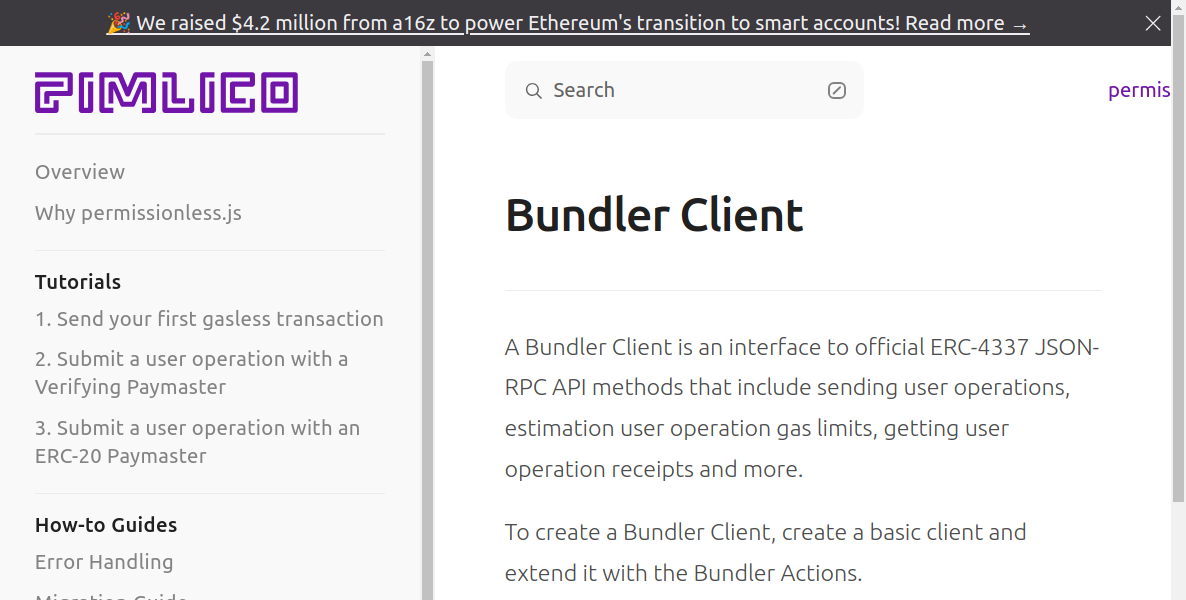 🎉 We raised $4.2 million from a16z to power Ethereum's transition to smart accounts! Read more →
PIMLICO
Search
permis
Overview
Why permissionless.js
Tutorials
1. Send your first gasless transaction
2. Submit a user operation with a
Verifying Paymaster
3. Submit a user operation with an
ERC-20 Paymaster
How-to Guides
Error Handling
Migration Guide
Bundler Client
A Bundler Client is an interface to official ERC-4337 JSON-
RPC API methods that include sending user operations,
estimation user operation gas limits, getting user
operation receipts and more.
To create a Bundler Client, create a basic client and
extend it with the Bundler Actions.